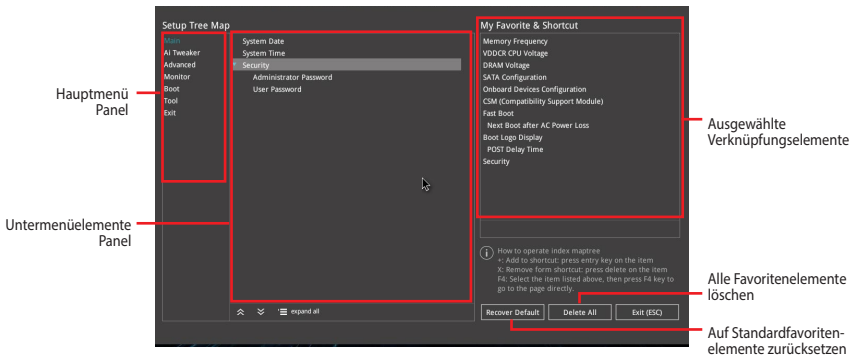 Setup Tree Map
Main
Ai Tweaker
Advanced
Monitor
Boot
Tool
Exit
System Date
System Time
Security
Administrator Password
User Password
expand all
My Favorite & Shortcut
Memory Frequency
VDDCR CPU Voltage
DRAM Voltage
SATA Configuration
Onboard Devices Configuration
CSM (Compatibility Support Module)
Fast Boot
Next Boot after AC Power Loss
Boot Logo Display
POST Delay Time
Security
How to operate index maptree
+: Add to shortcut: press entry key on the item
X: Remove form shortcut: press delete on the item
F4: Select the item listed above, then press F4 key to
go to the page directly.
Recover Default
Delete All
Exit (ESC)
Hauptmenü
Panel
Untermenüelemente
Panel
Ausgewählte
Verknüpfungselemente
Alle Favoritenelemente
löschen
Auf Standardfavoriten-
elemente zurücksetzen